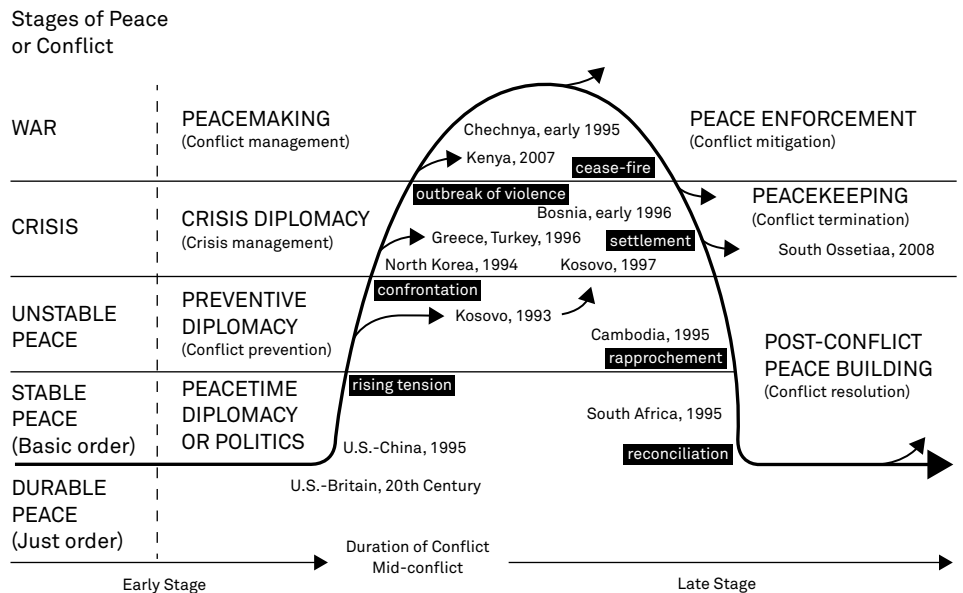 Stages of Peace
or Conflict
WAR
PEACEMAKING
(Conflict management)
Chechnya, early 1995
Kenya, 2007
cease-fire
PEACE ENFORCEMENT
(Conflict mitigation)
outbreak of violence
CRISIS
CRISIS DIPLOMACY
(Crisis management)
Bosnia, early 1996
Greece, Turkey, 1996
settlement
North Korea, 1994
Kosovo, 1997
PEACEKEEPING
(Conflict termination)
South Ossetiaa, 2008
confrontation
UNSTABLE
PEACE
PREVENTIVE
DIPLOMACY
(Conflict prevention)
Kosovo, 1993
Cambodia, 1995
rapprochement
POST-CONFLICT
PEACE BUILDING
(Conflict resolution)
rising tension
STABLE
PEACE
(Basic order)
PEACETIME
DIPLOMACY
OR POLITICS
South Africa, 1995
U.S.-China, 1995
reconciliation
U.S.-Britain, 20th Century
DURABLE
PEACE
(Just order)
Duration of Conflict
Mid-conflict
Early Stage
Late Stage